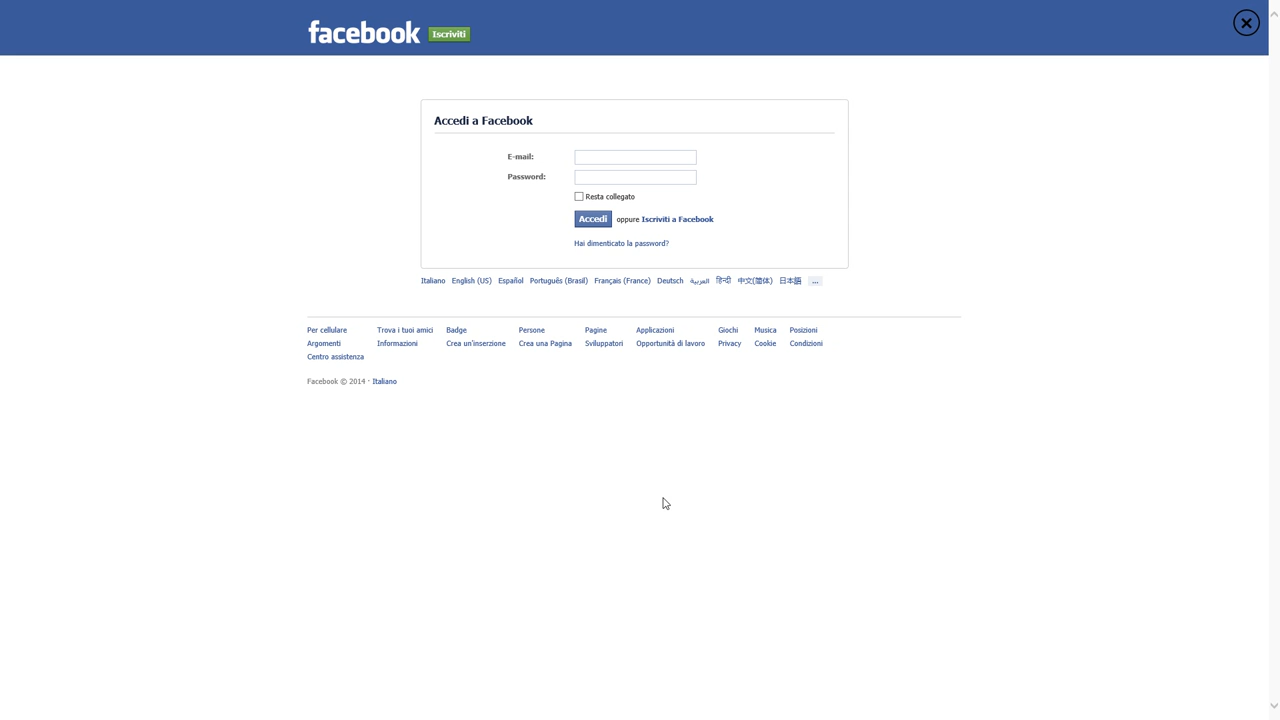 facebook Iscriviti
Accedi a Facebook
E-mail:
Password:
Resta collegato
Accedi oppure Iscriviti a Facebook
Hai dimenticato la password?
Italiano English (US) Español Português (Brasil) Français (France) Deutsch العربية हिन्दी 中文(简体) 日本語 ...
Per cellulare Trova i tuoi amici Badge Persone Pagine Applicazioni Giochi Musica Posizioni
Argomenti Informazioni Crea un'inserzione Crea una Pagina Sviluppatori Opportunità di lavoro Privacy Cookie Condizioni
Centro assistenza
Facebook © 2014 · Italiano